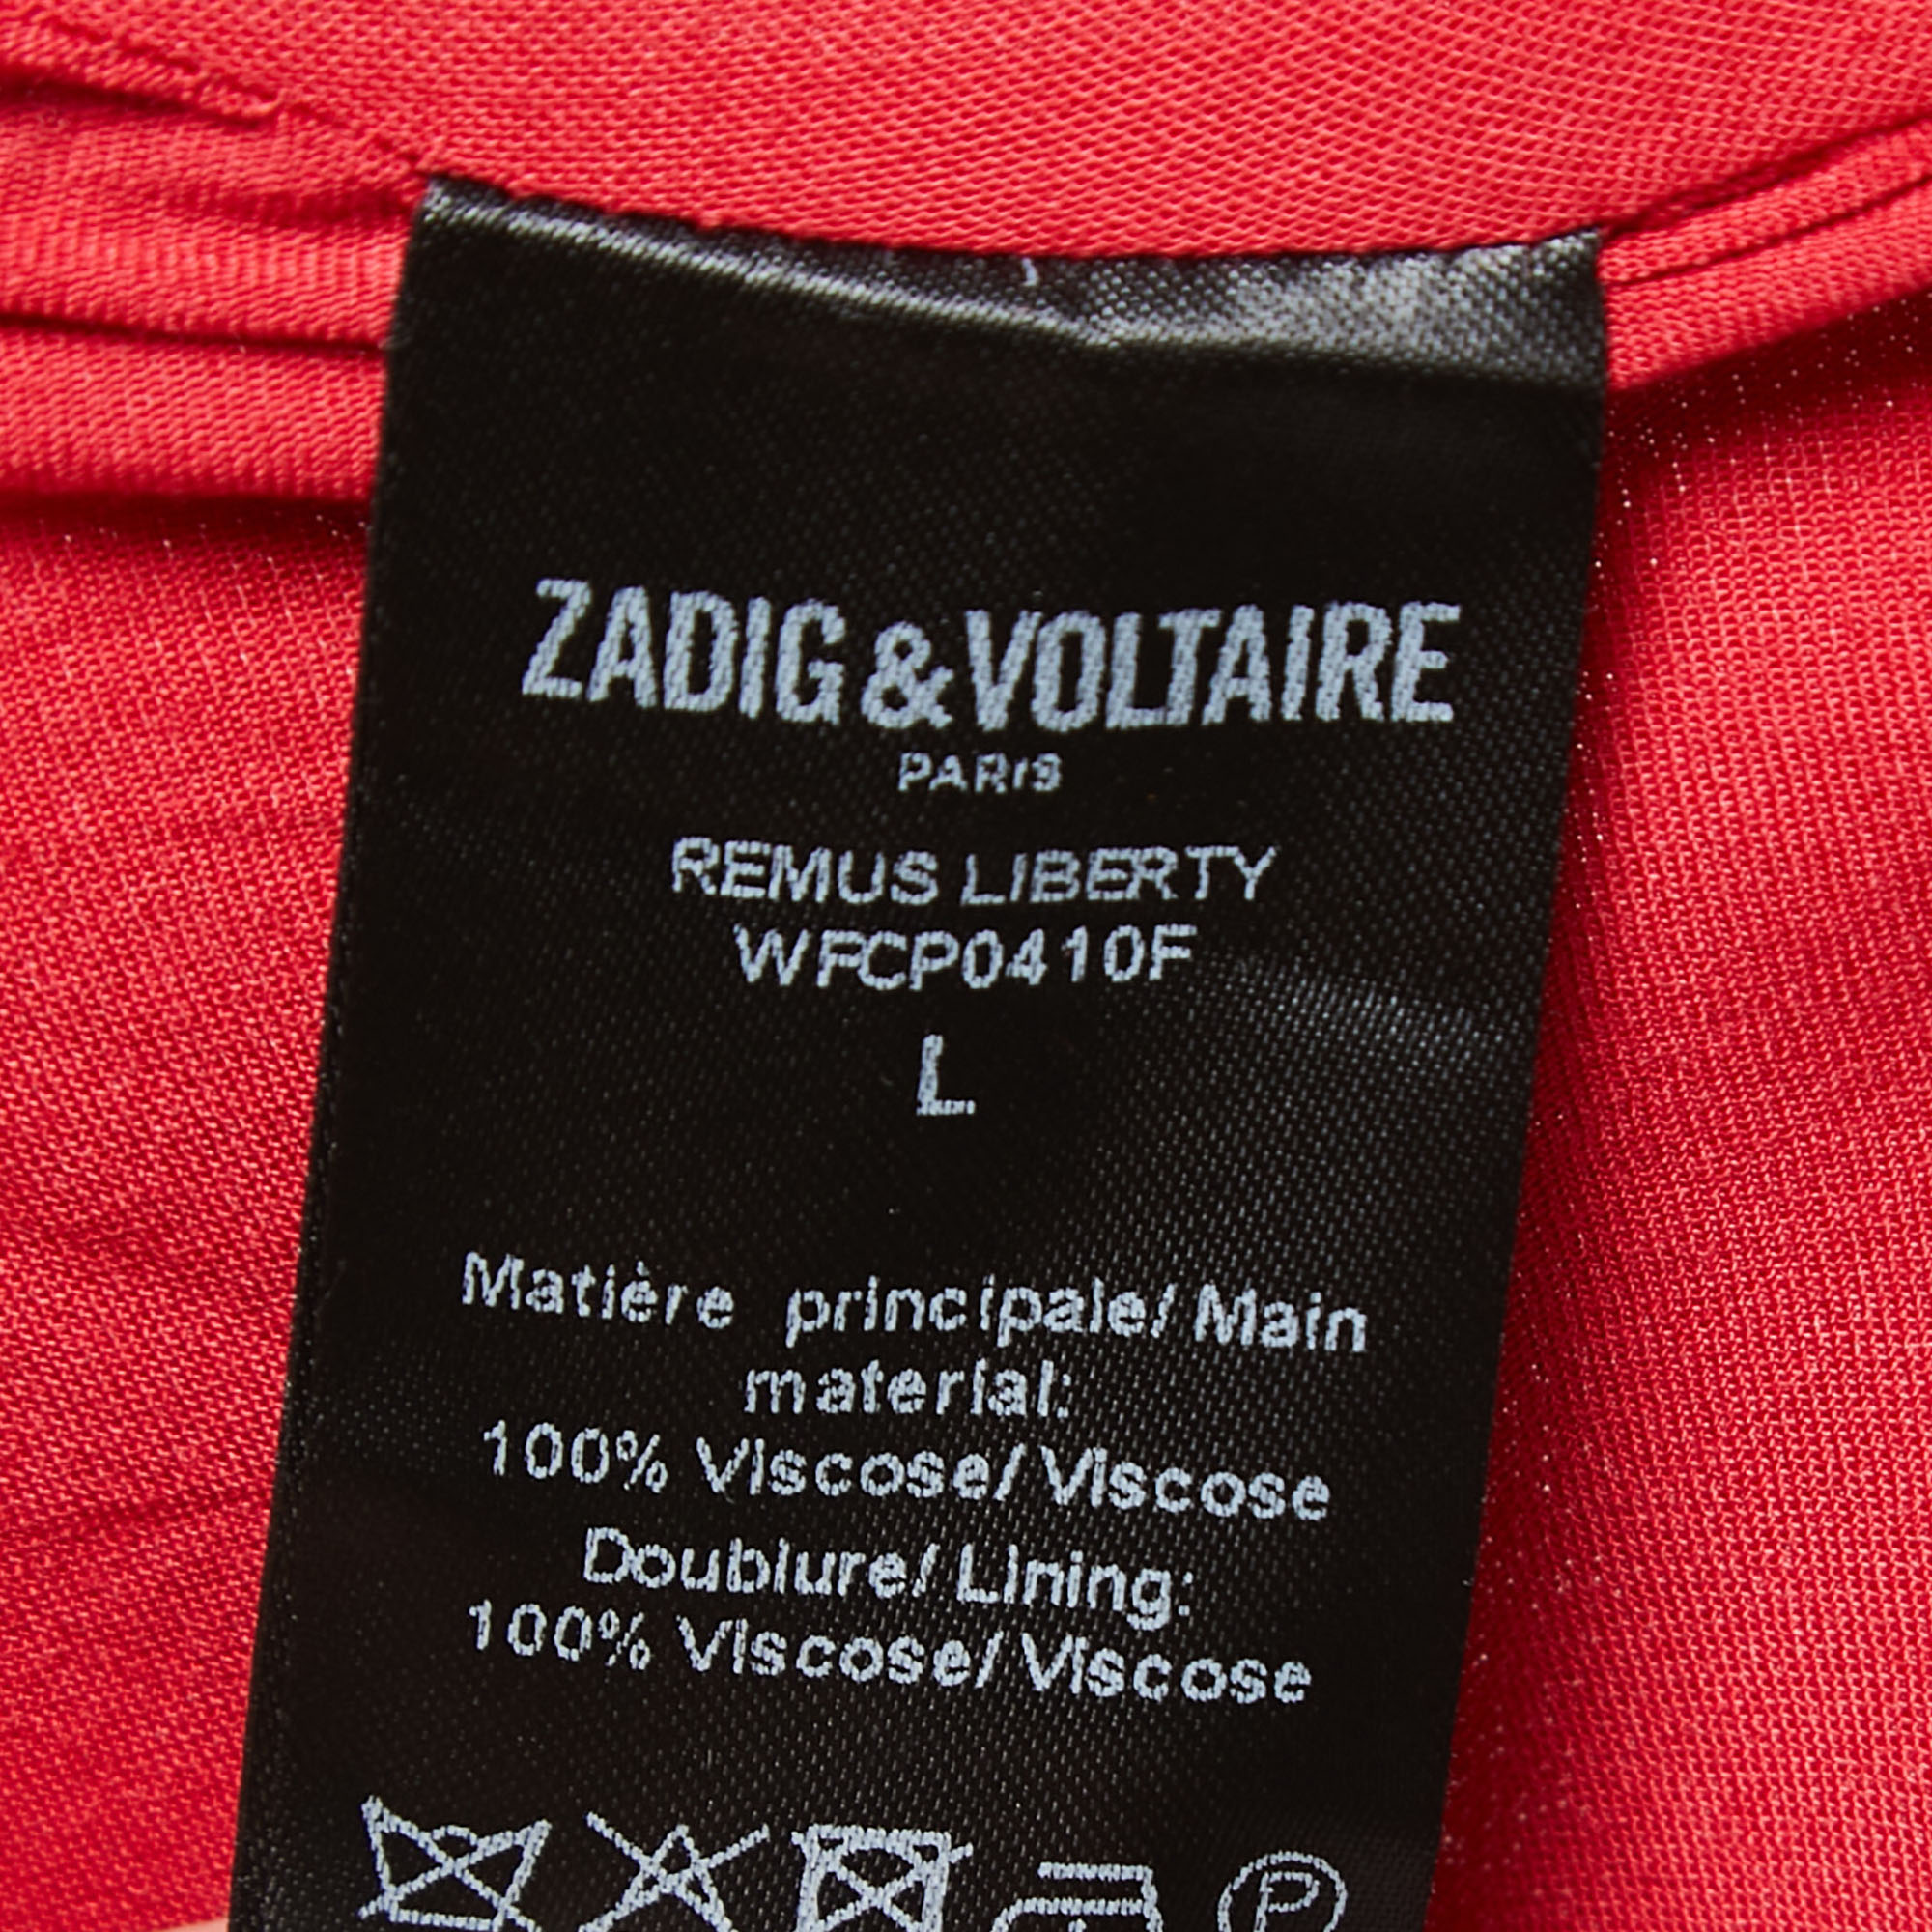 ZADIG&VOLTAIRE
PARIS
REMUS LIBERTY
WFCP0410F
L
Matière principale/ Main
material:
100% Viscose/ Viscose
Doublure/ Lining:
100% Viscose/ Viscose
P